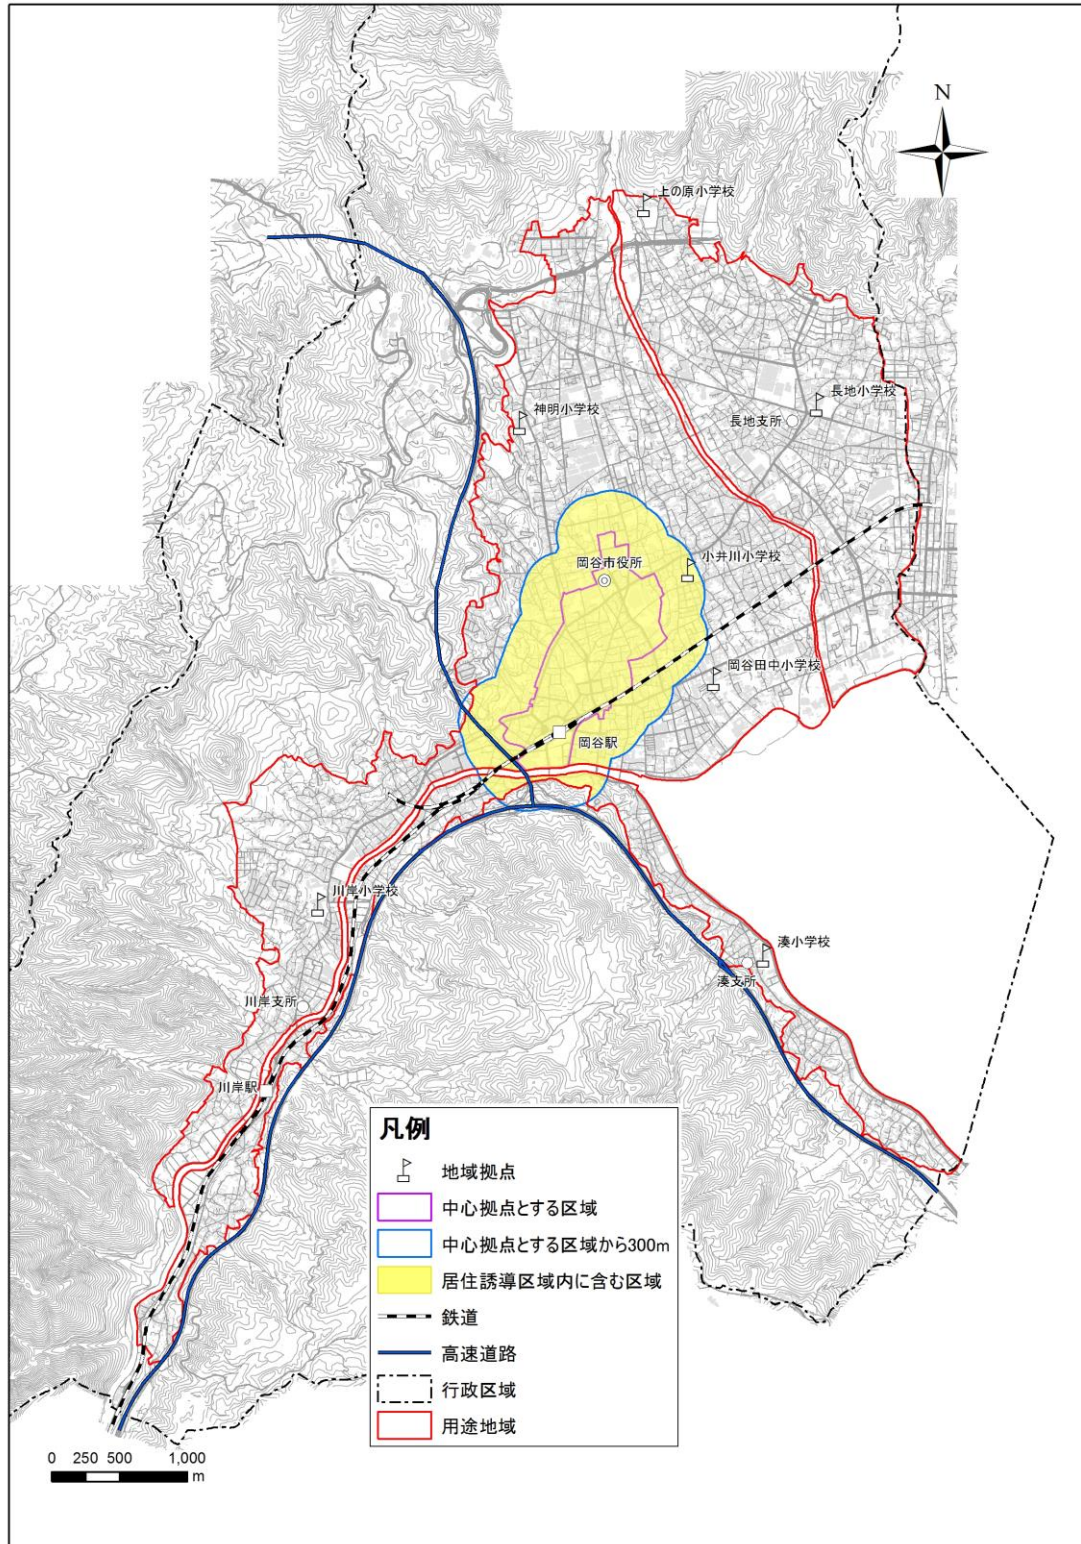 N
上の原小学校
長地小学校
神明小学校
長地支所
岡谷市役所
小井川小学校
岡谷田中小学校
岡谷駅
川岸小学校
湊小学校
湊支所
川岸支所
川岸駅
凡例
地域拠点
中心拠点とする区域
中心拠点とする区域から300m
居住誘導区域内に含む区域
鉄道
高速道路
行政区域
用途地域
0 250 500 1,000
m